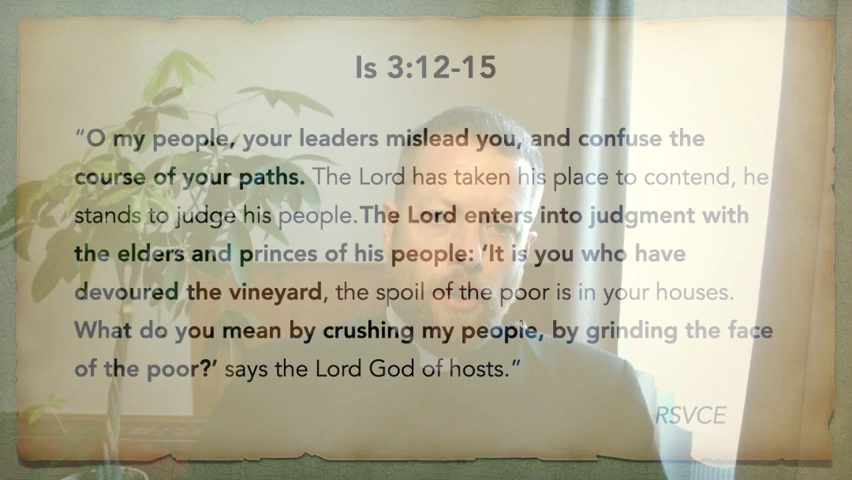 Is 3:12-15
“O my people, your leaders mislead you, and confuse the
course of your paths. The Lord has taken his place to contend, he
stands to judge his people.The Lord enters into judgment with
the elders and princes of his people: ‘It is you who have
devoured the vineyard, the spoil of the poor is in your houses.
What do you mean by crushing my people, by grinding the face
of the poor?’ says the Lord God of hosts.”
RSVCE